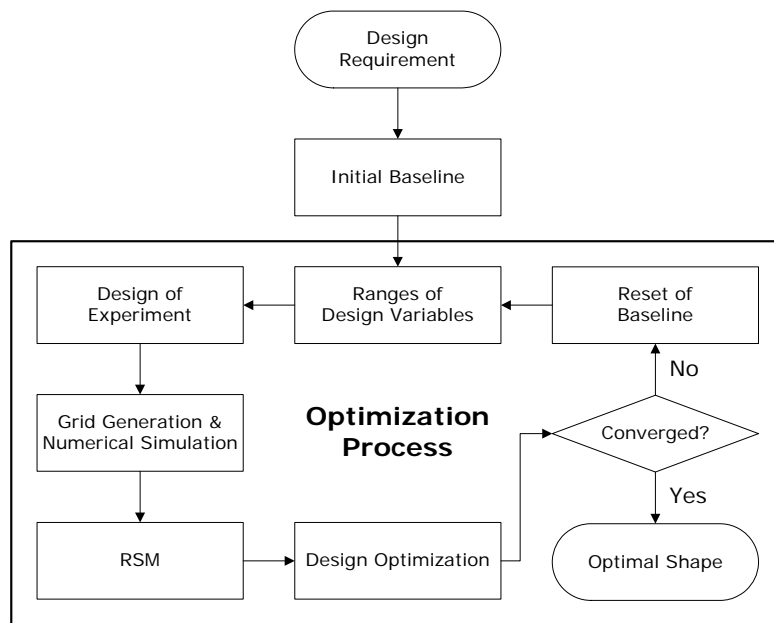 Design
Requirement
Initial Baseline
Design of
Experiment
Ranges of
Design Variables
Reset of
Baseline
No
Grid Generation &
Numerical Simulation
Optimization
Process
Converged?
Yes
RSM
Design Optimization
Optimal Shape